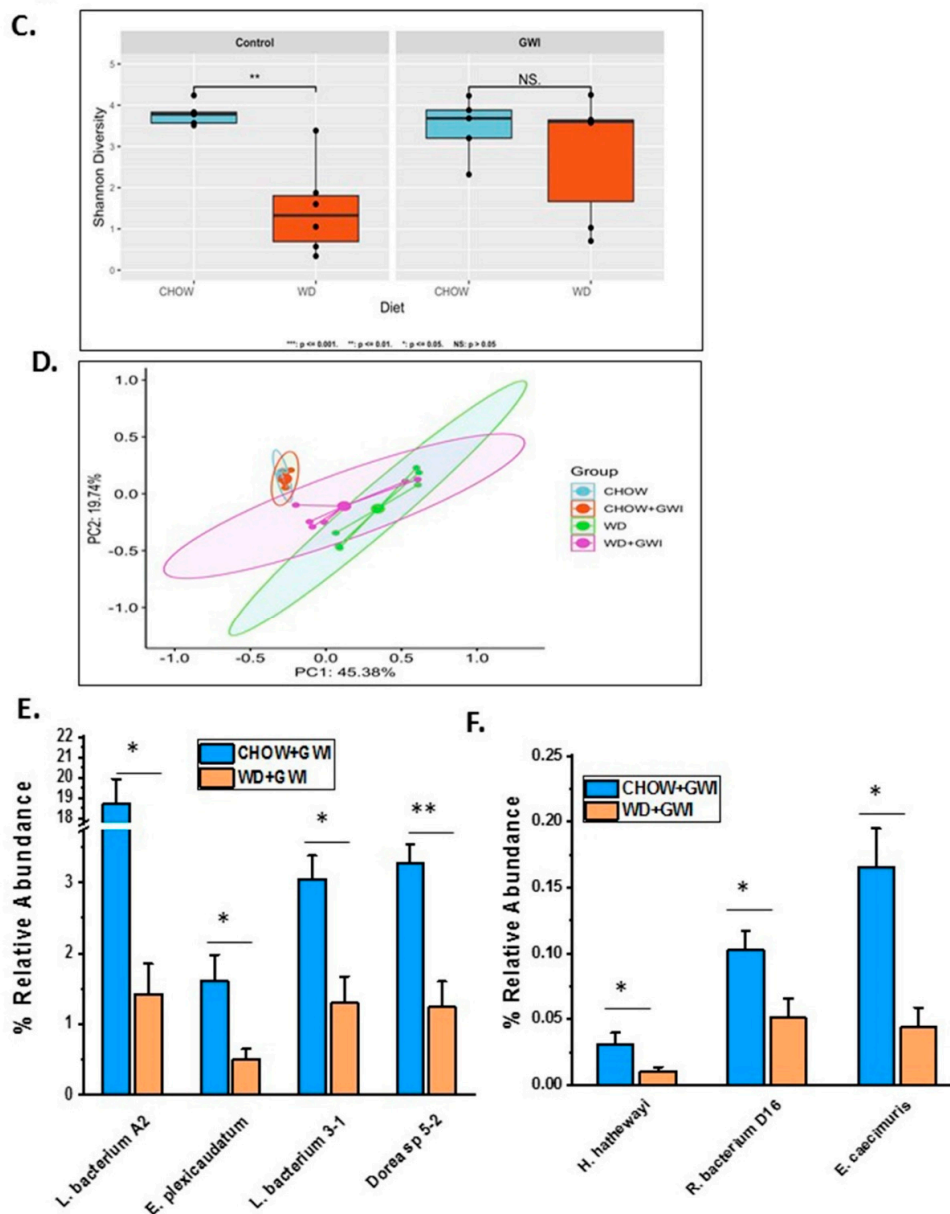 C.
Control GWI
5
4
3
2
1
0
Shannon Diversity
**
NS.
CHOW WD CHOW WD
Diet
***: p <= 0.001. **: p <= 0.01. *: p <= 0.05. NS: p > 0.05
D.
1.0
0.5
0.0
-0.5
-1.0
PC2: 19.74%
-1.0 -0.5 0.0 0.5 1.0
PC1: 45.38%
Group
CHOW
CHOW+GWI
WD
WD+GWI
E.
22
21
20
19
18
3
2
1
0
% Relative Abundance
CHOW+GWI
WD+GWI
* * * **
L. bacterium A2
E. plexicaudatum
L. bacterium 3-1
Dorea sp 5-2
F.
0.25
0.20
0.15
0.10
0.05
0.00
% Relative Abundance
CHOW+GWI
WD+GWI
* * *
H. hathewayi
R. bacterium D16
E. caecimuris